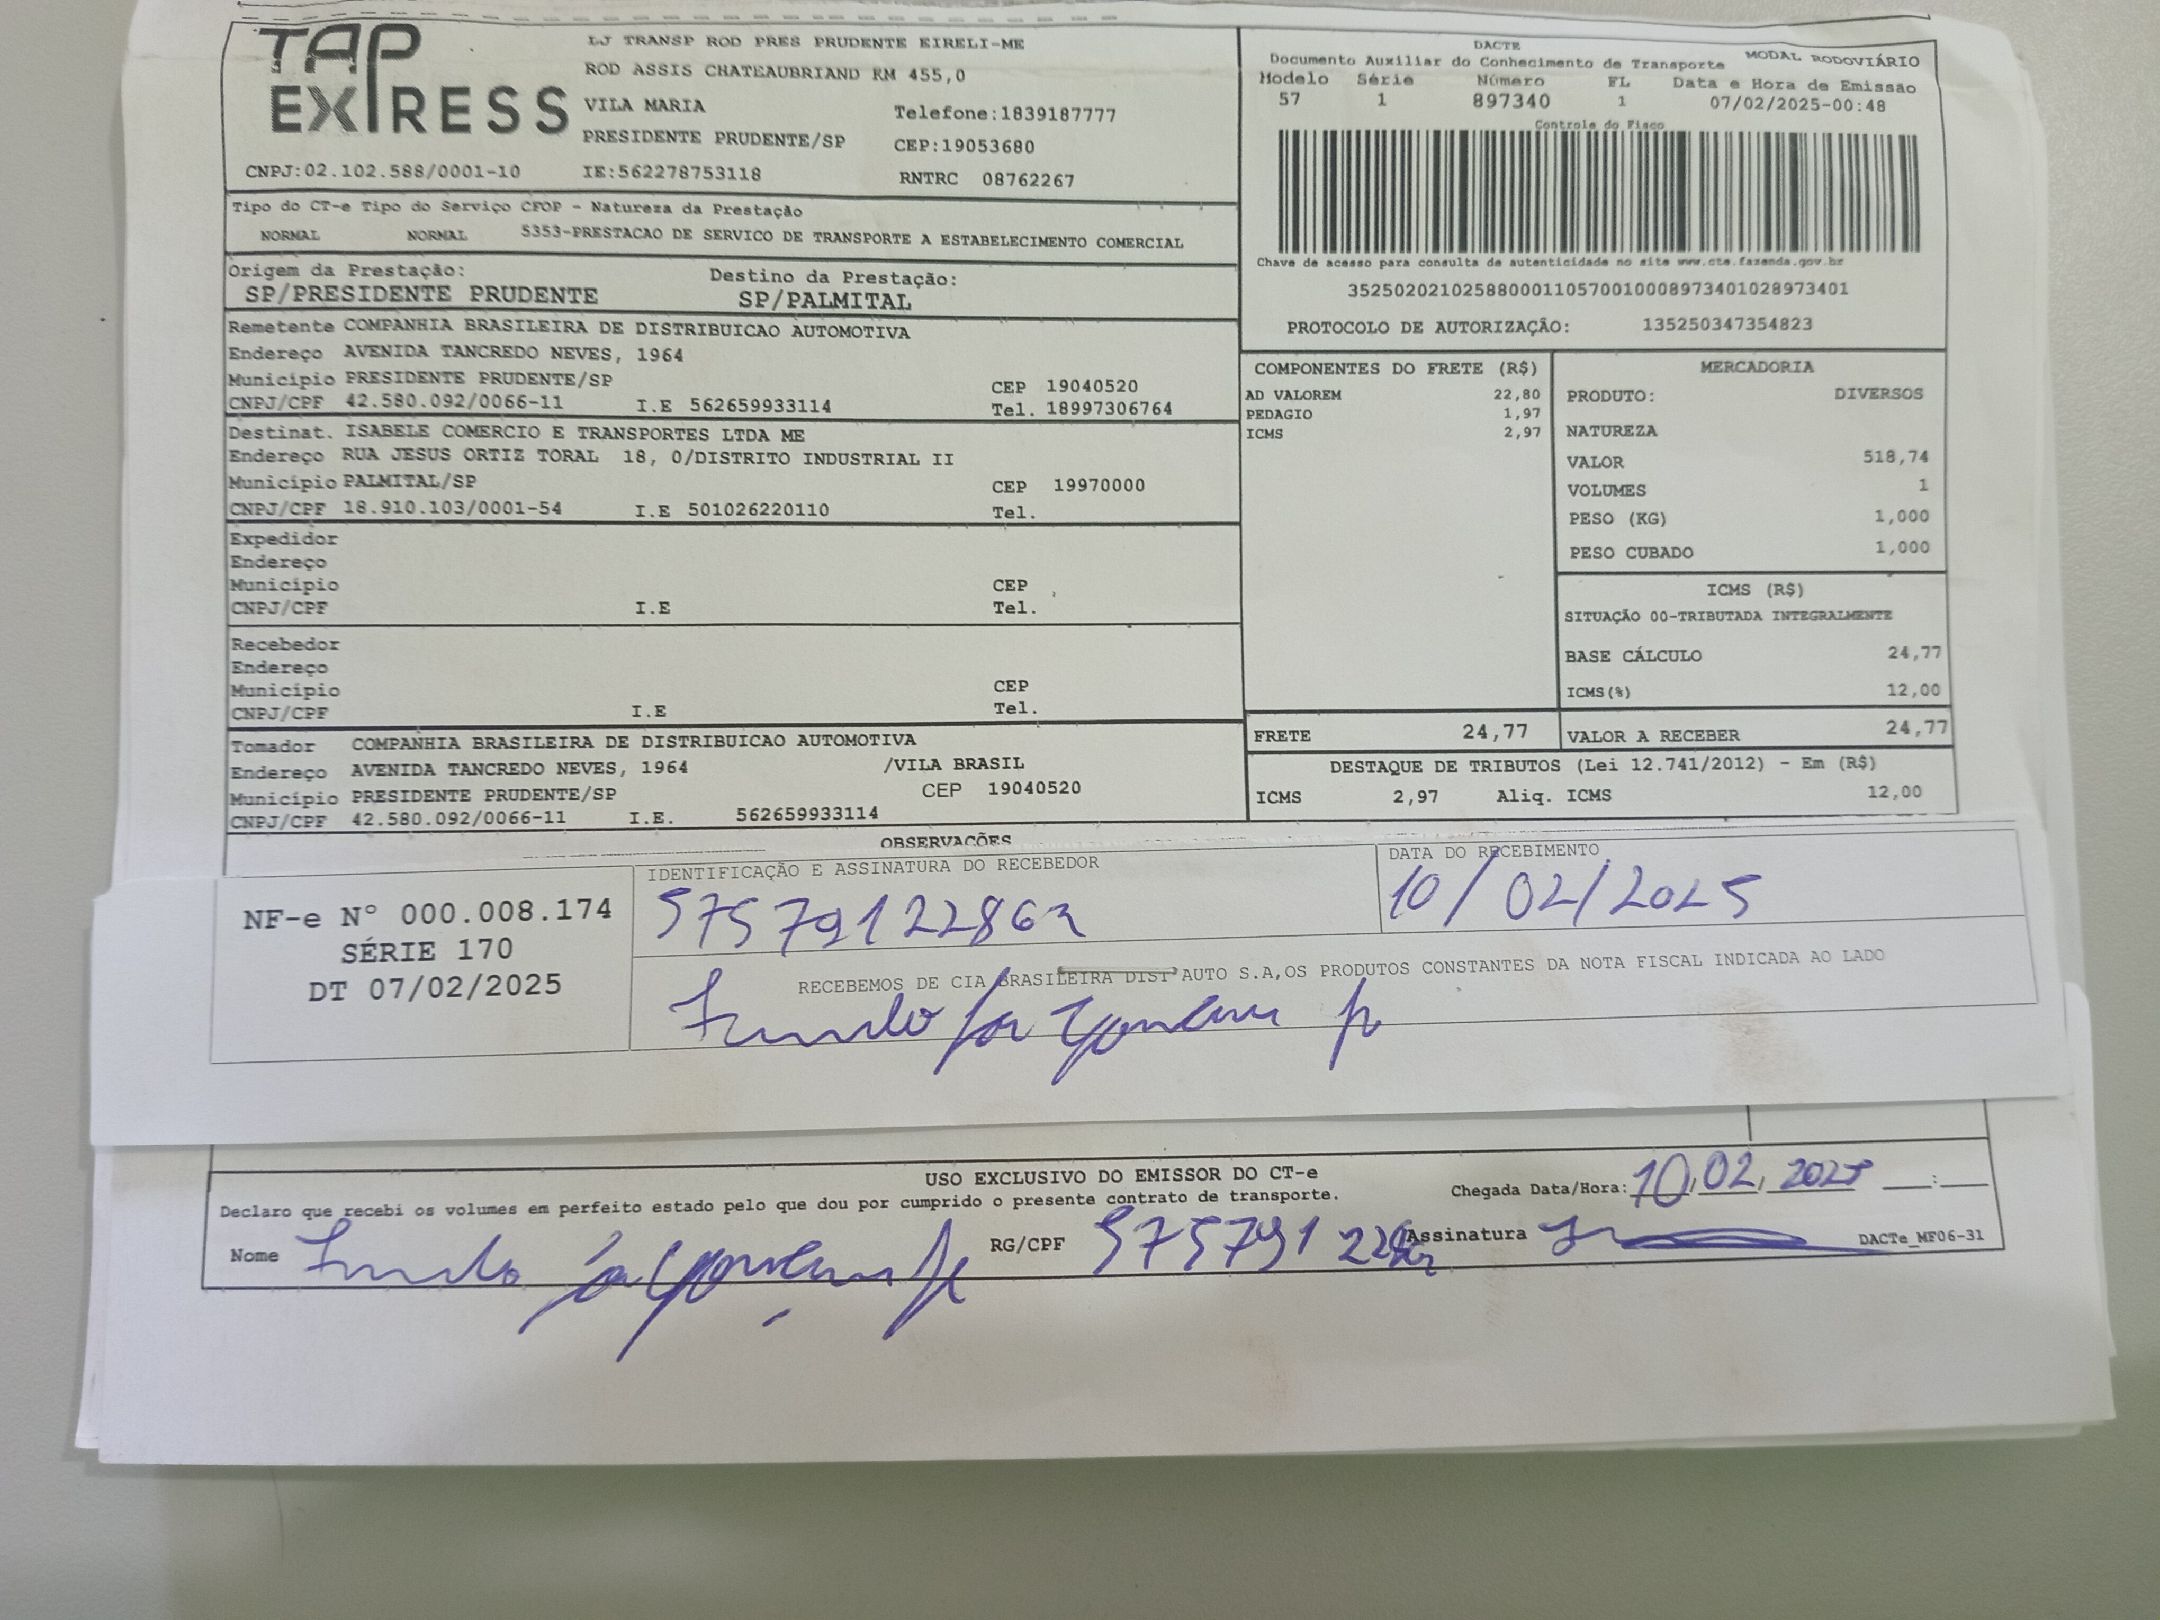 TAP EXPRESS
LJ TRANSP ROD PRES PRUDENTE EIRELI-ME
ROD ASSIS CHATEAUBRIAND KM 455,0
VILA MARIA Telefone:1839187777
PRESIDENTE PRUDENTE/SP CEP:19053680
CNPJ:02.102.588/0001-10 IE:562278753118 RNTRC 08762267
DACTE
Documento Auxiliar do Conhecimento de Transporte MODAL RODOVIÁRIO
Modelo Série Número FL Data e Hora de Emissão
57 1 897340 1 07/02/2025-00:48
Controle do Fisco
Chave de acesso para consulta de autenticidade no site www.cte.fazenda.gov.br
35250202102588000110570010008973401028973401
PROTOCOLO DE AUTORIZAÇÃO: 135250347354823
Tipo do CT-e Tipo do Serviço CFOP - Natureza da Prestação
NORMAL NORMAL 5353-PRESTACAO DE SERVICO DE TRANSPORTE A ESTABELECIMENTO COMERCIAL
Origem da Prestação: Destino da Prestação:
SP/PRESIDENTE PRUDENTE SP/PALMITAL
Remetente COMPANHIA BRASILEIRA DE DISTRIBUICAO AUTOMOTIVA
Endereço AVENIDA TANCREDO NEVES, 1964
Município PRESIDENTE PRUDENTE/SP CEP 19040520
CNPJ/CPF 42.580.092/0066-11 I.E 562659933114 Tel. 18997306764
Destinat. ISABELE COMERCIO E TRANSPORTES LTDA ME
Endereço RUA JESUS ORTIZ TORAL 18, 0/DISTRITO INDUSTRIAL II
Município PALMITAL/SP CEP 19970000
CNPJ/CPF 18.910.103/0001-54 I.E 501026220110 Tel.
Expedidor
Endereço
Município CEP
CNPJ/CPF I.E Tel.
Recebedor
Endereço
Município CEP
CNPJ/CPF I.E Tel.
Tomador COMPANHIA BRASILEIRA DE DISTRIBUICAO AUTOMOTIVA
Endereço AVENIDA TANCREDO NEVES, 1964 /VILA BRASIL
Município PRESIDENTE PRUDENTE/SP CEP 19040520
CNPJ/CPF 42.580.092/0066-11 I.E. 562659933114
COMPONENTES DO FRETE (R$)
AD VALOREM 22,80
PEDAGIO 1,97
ICMS 2,97
MERCADORIA
PRODUTO: DIVERSOS
NATUREZA
VALOR 518,74
VOLUMES 1
PESO (KG) 1,000
PESO CUBADO 1,000
ICMS (R$)
SITUAÇÃO 00-TRIBUTADA INTEGRALMENTE
BASE CÁLCULO 24,77
ICMS(%) 12,00
FRETE 24,77 VALOR A RECEBER 24,77
DESTAQUE DE TRIBUTOS (Lei 12.741/2012) - Em (R$)
ICMS 2,97 Aliq. ICMS 12,00
OBSERVAÇÕES
NF-e N° 000.008.174
SÉRIE 170
DT 07/02/2025
IDENTIFICAÇÃO E ASSINATURA DO RECEBEDOR
DATA DO RECEBIMENTO
10/02/2025
RECEBEMOS DE CIA BRASILEIRA DIST AUTO S.A,OS PRODUTOS CONSTANTES DA NOTA FISCAL INDICADA AO LADO
USO EXCLUSIVO DO EMISSOR DO CT-e
Declaro que recebi os volumes em perfeito estado pelo que dou por cumprido o presente contrato de transporte.
Chegada Data/Hora: 10/02/2025 __:__
Nome RG/CPF Assinatura DACTe_MF06-31